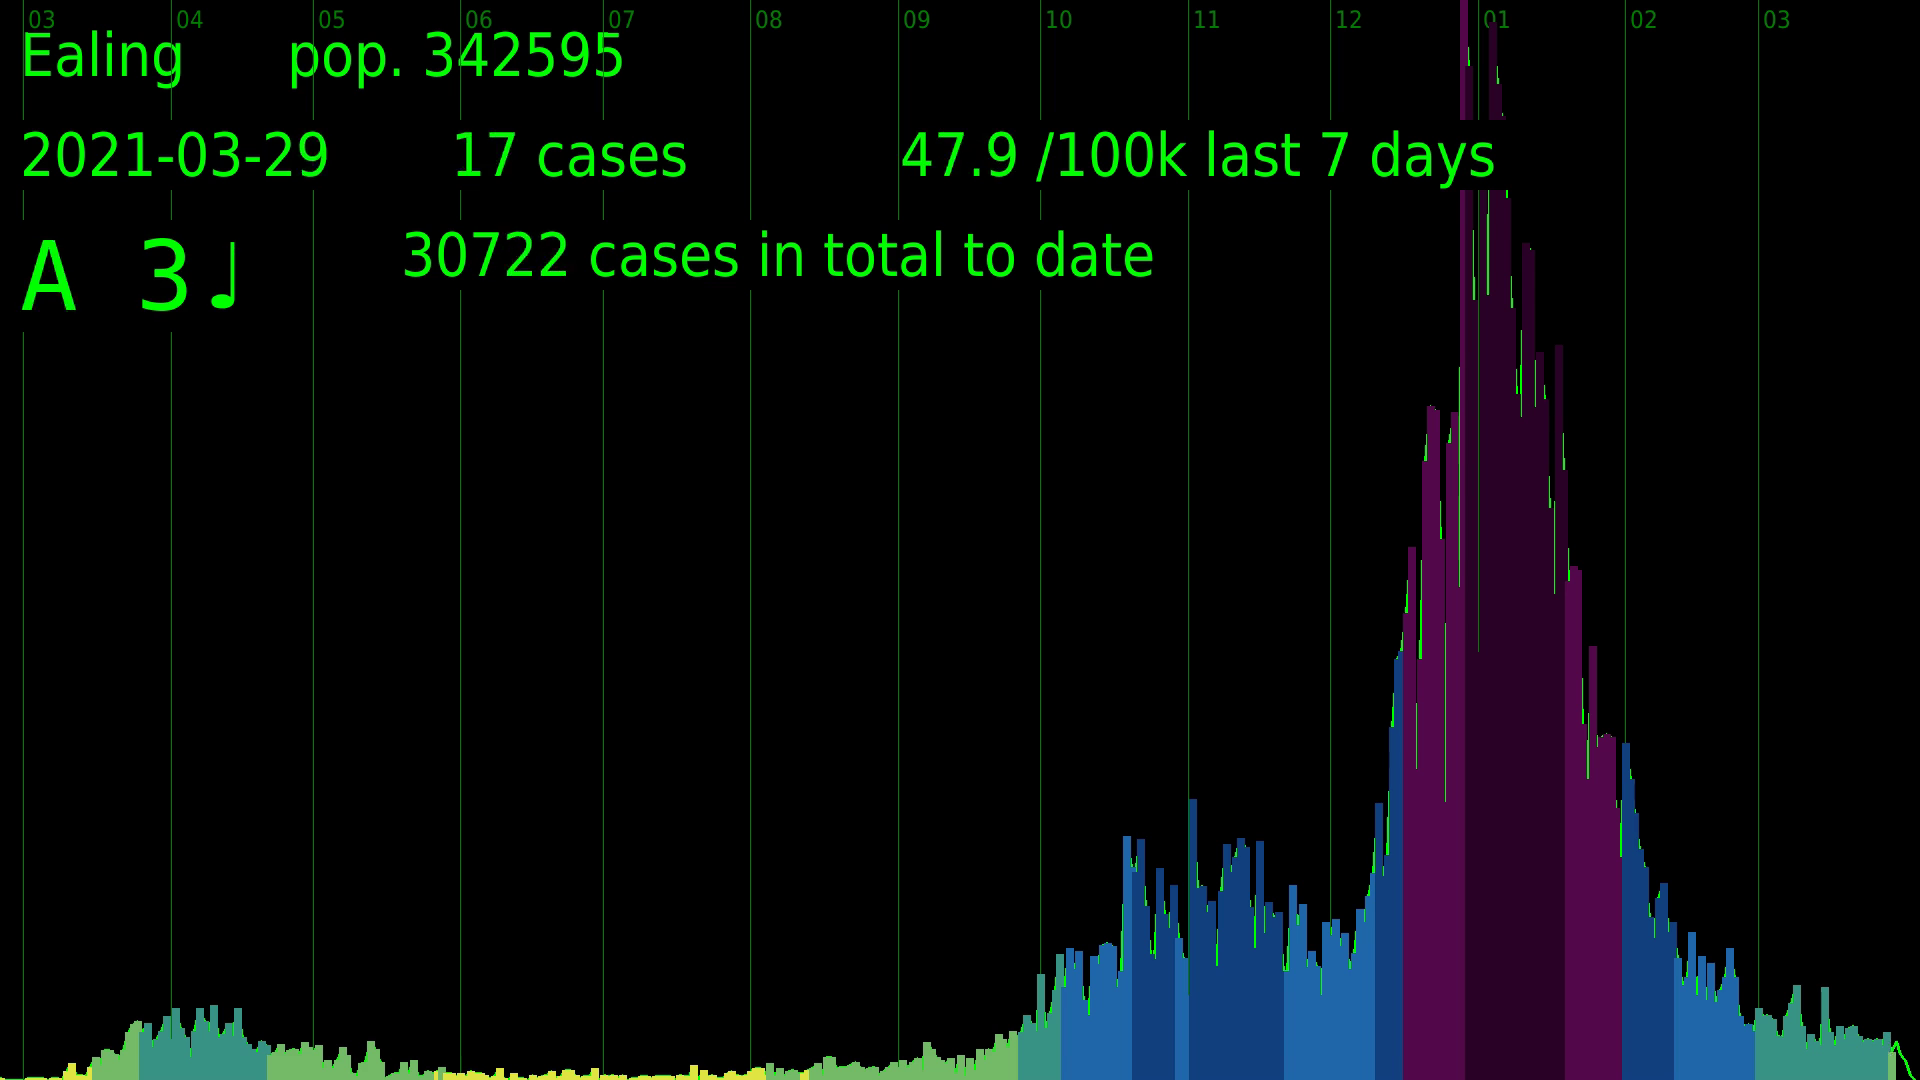 03 04 05 06 07 08 09 10 11 12 01 02 03
Ealing pop. 342595
2021-03-29 17 cases 47.9 /100k last 7 days
A 3♩ 30722 cases in total to date